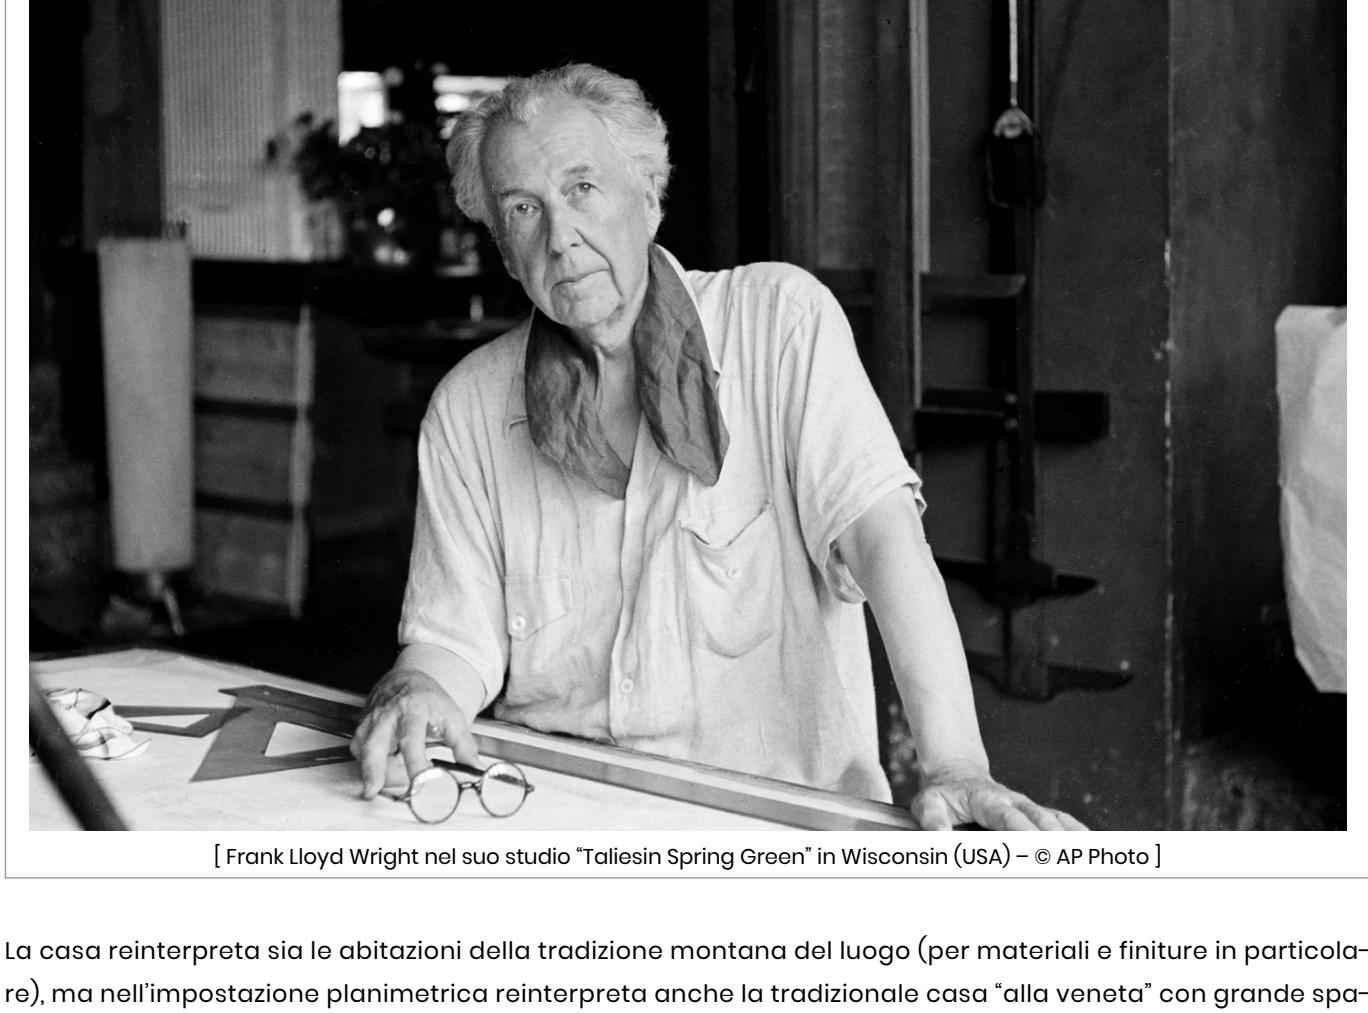 [ Frank Lloyd Wright nel suo studio “Taliesin Spring Green” in Wisconsin (USA) – © AP Photo ]
La casa reinterpreta sia le abitazioni della tradizione montana del luogo (per materiali e finiture in particola-
re), ma nell’impostazione planimetrica reinterpreta anche la tradizionale casa “alla veneta” con grande spa-